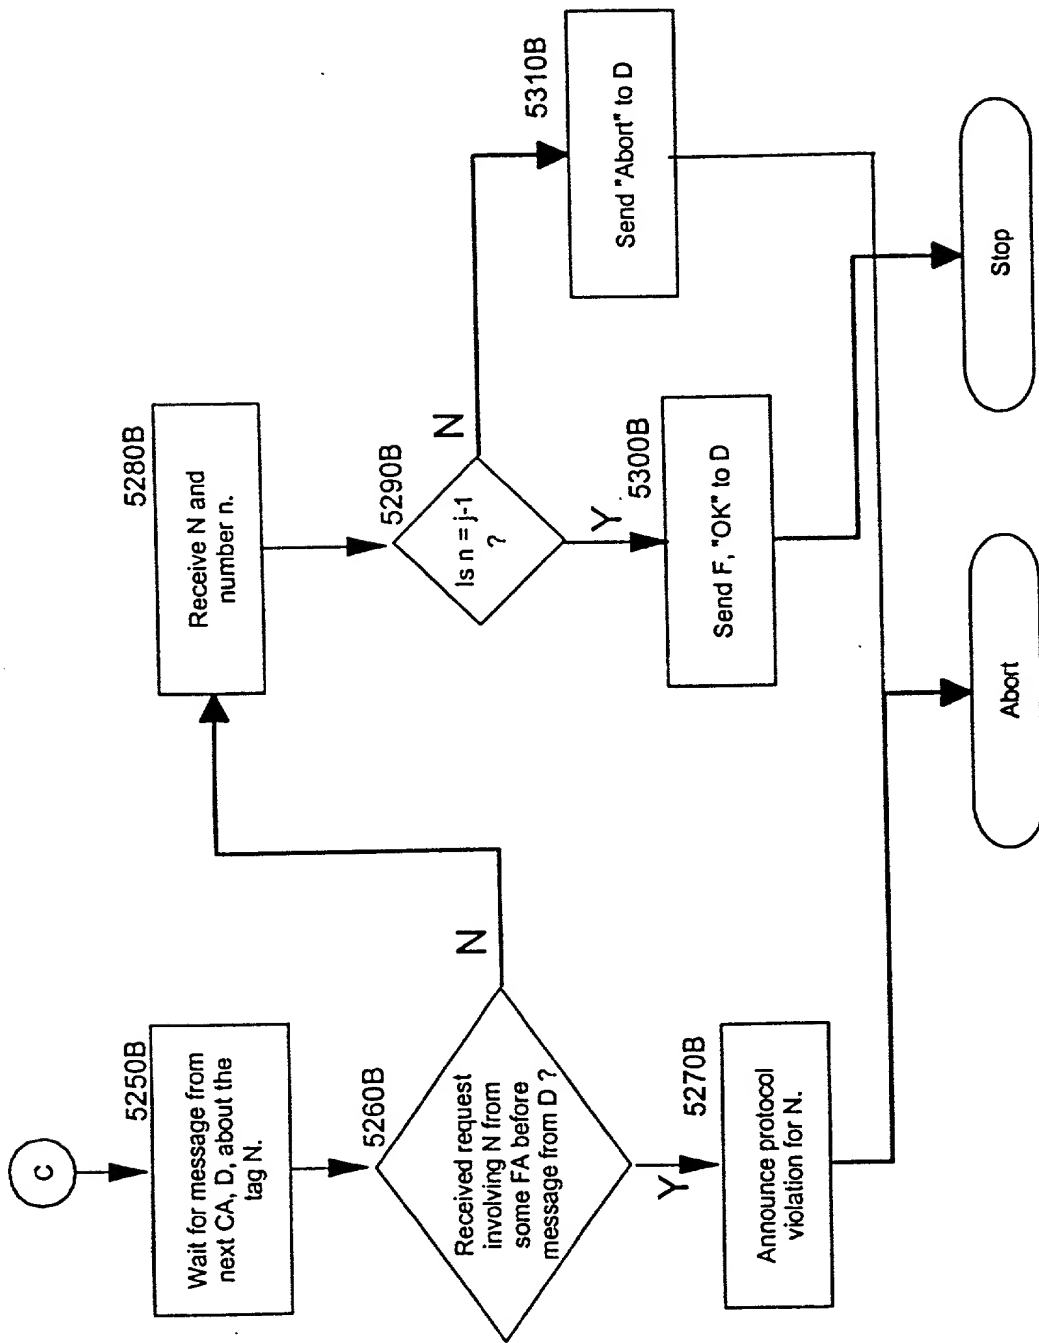 C
5250B
Wait for message from
next CA, D, about the
tag N.
5260B
Received request
involving N from
some FA before
message from D ?
N
Y
5270B
Announce protocol
violation for N.
5280B
Receive N and
number n.
5290B
Is n = j-1
?
N
Y
5300B
Send F, "OK" to D
5310B
Send "Abort" to D
Abort
Stop